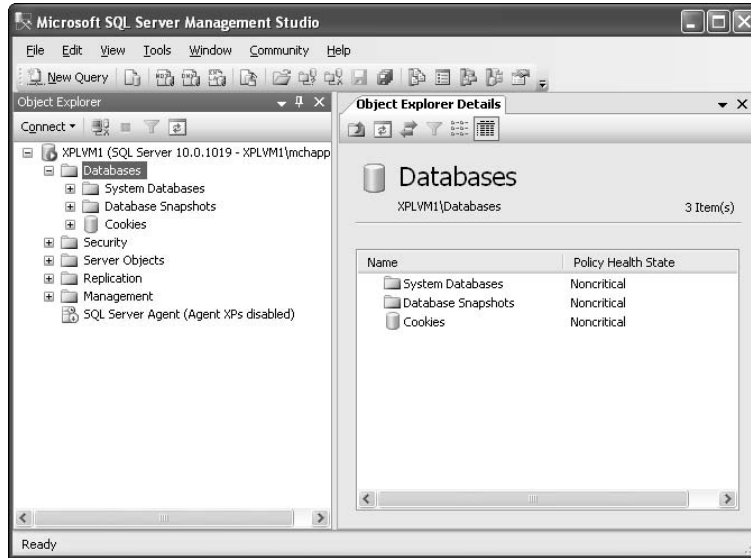 Microsoft SQL Server Management Studio
File Edit View Tools Window Community Help
New Query
Object Explorer
Connect
XPLVM1 (SQL Server 10.0.1019 - XPLVM1\mchapp
Databases
System Databases
Database Snapshots
Cookies
Security
Server Objects
Replication
Management
SQL Server Agent (Agent XPs disabled)
Object Explorer Details
Databases
XPLVM1\Databases 3 Item(s)
Name Policy Health State
System Databases Noncritical
Database Snapshots Noncritical
Cookies Noncritical
Ready